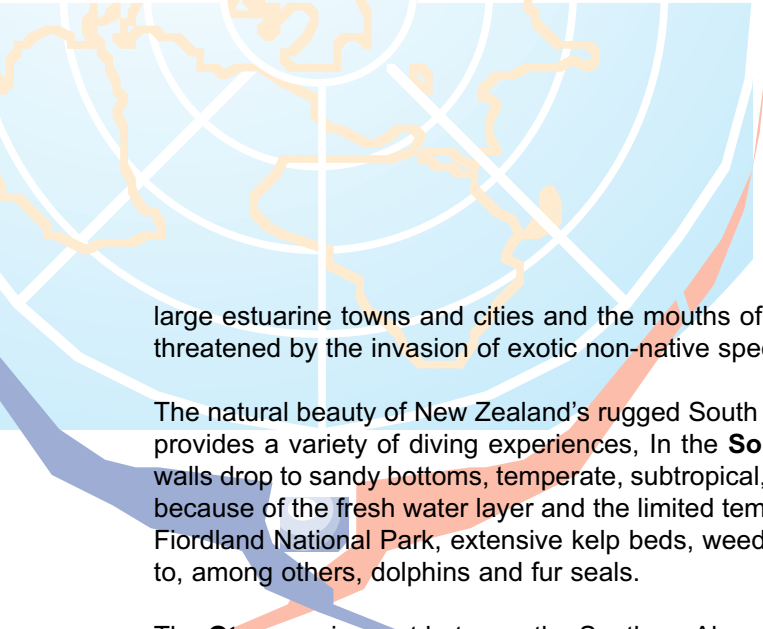 large estuarine towns and cities and the mouths of
threatened by the invasion of exotic non-native
The natural beauty of New Zealand’s rugged South
provides a variety of diving experiences, In the
walls drop to sandy bottoms, temperate, subtropical,
because of the fresh water layer and the limited
Fiordland National Park, extensive kelp beds,
to, among others, dolphins and fur seals.